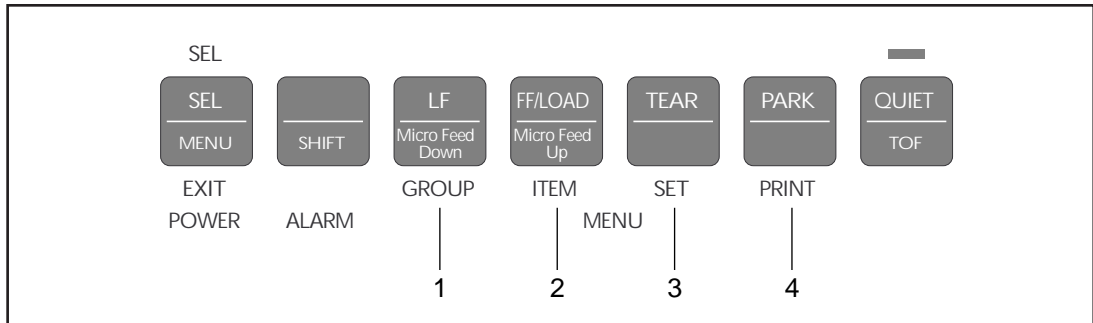 SEL
SEL LF FF/LOAD TEAR PARK QUIET
MENU SHIFT Micro Feed Down Micro Feed Up TOF
EXIT GROUP ITEM SET PRINT
POWER ALARM MENU
1 2 3 4